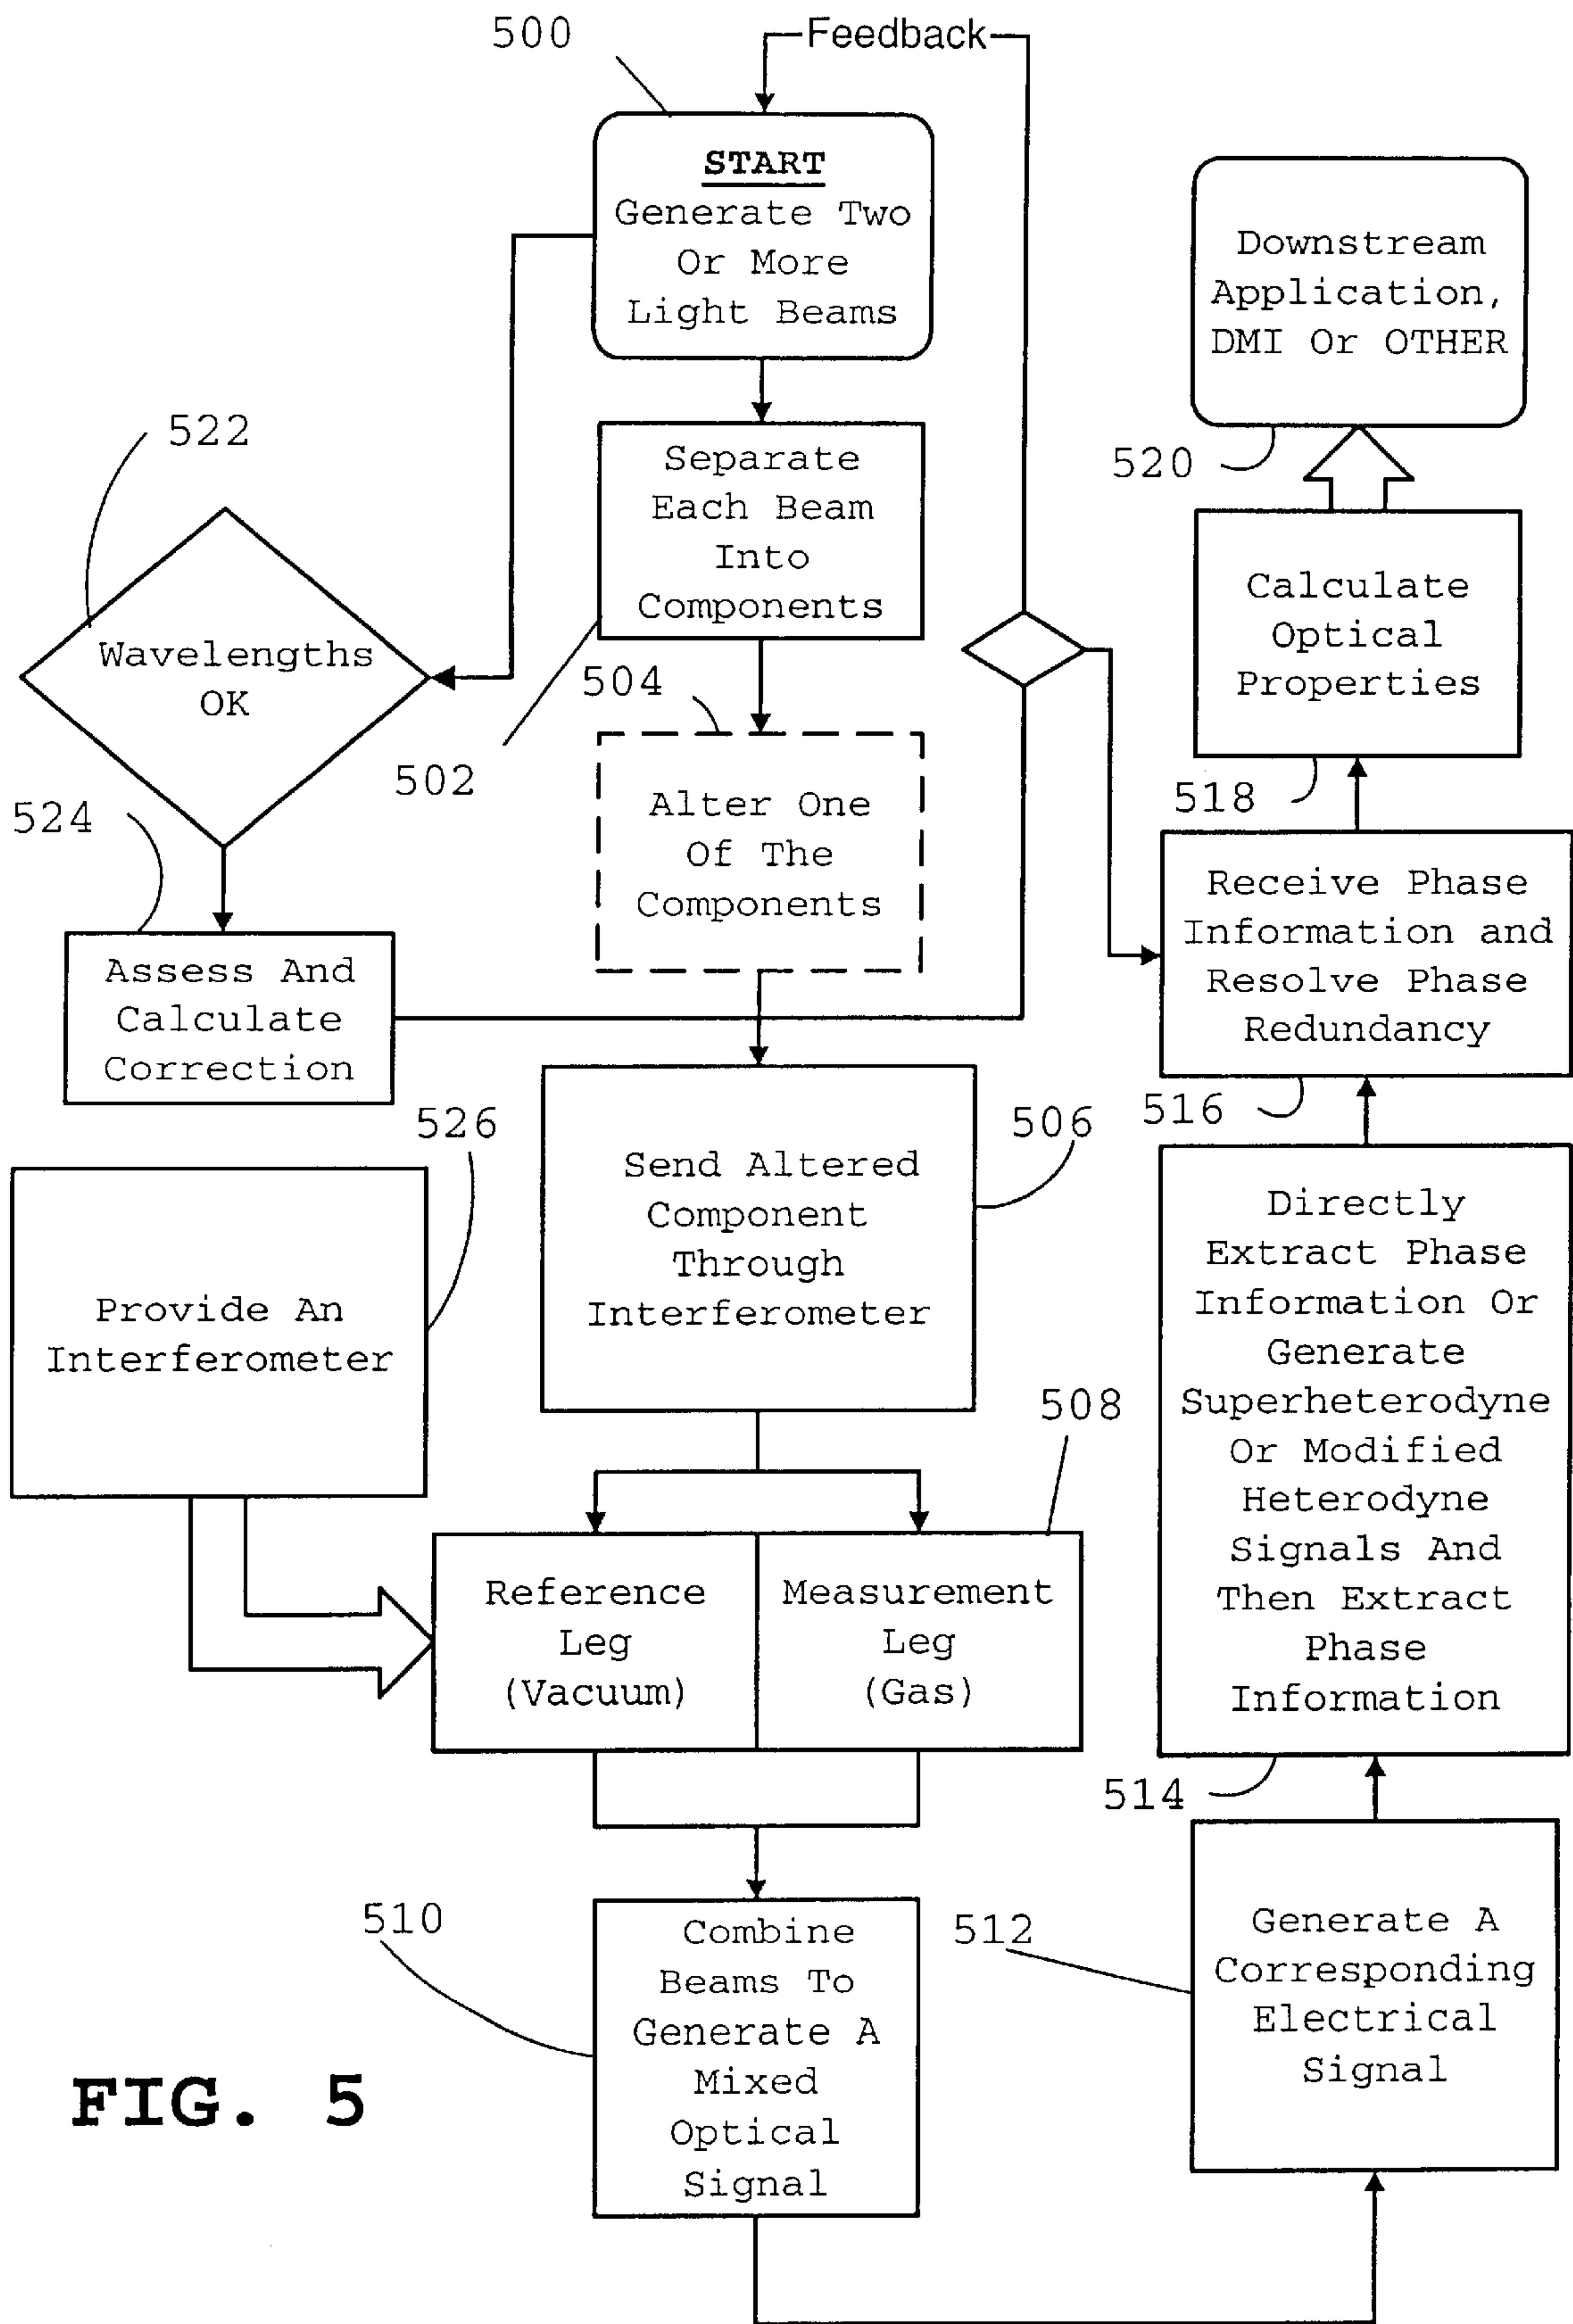 500
Feedback
START
Generate Two
Or More
Light Beams
Downstream
Application,
DMI Or OTHER
520
522
Separate
Each Beam
Into
Components
Wavelengths
OK
502
504
Calculate
Optical
Properties
518
524
Alter One
Of The
Components
Assess And
Calculate
Correction
Receive Phase
Information and
Resolve Phase
Redundancy
516
526
506
Provide An
Interferometer
Send Altered
Component
Through
Interferometer
508
Directly
Extract Phase
Information Or
Generate
Superheterodyne
Or Modified
Heterodyne
Signals And
Then Extract
Phase
Information
514
Reference
Leg
(Vacuum)
Measurement
Leg
(Gas)
510
Combine
Beams To
Generate A
Mixed
Optical
Signal
512
Generate A
Corresponding
Electrical
Signal
FIG. 5